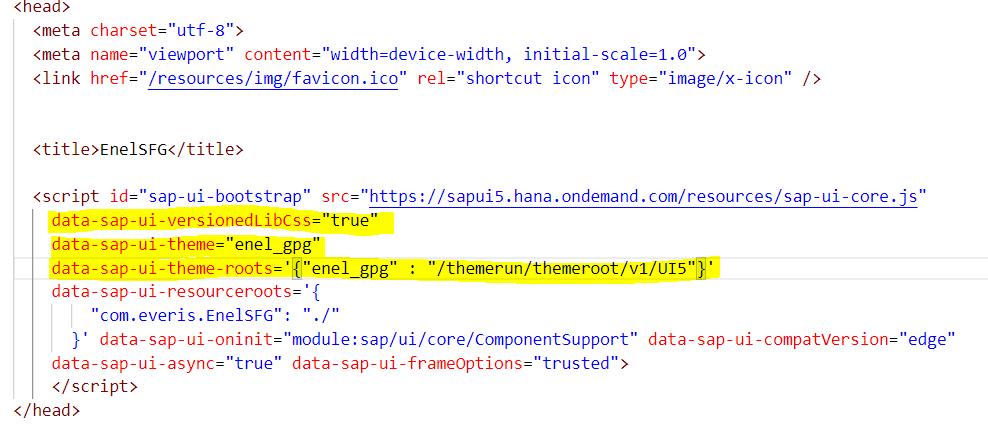 <head>
<meta charset="utf-8">
<meta name="viewport" content="width=device-width, initial-scale=1.0">
<link href="/resources/img/favicon.ico" rel="shortcut icon" type="image/x-icon" />
<title>EnelSFG</title>
<script id="sap-ui-bootstrap" src="https://sapui5.hana.ondemand.com/resources/sap-ui-core.js"
data-sap-ui-versionedLibCss="true"
data-sap-ui-theme="enel_gpg"
data-sap-ui-theme-roots='{"enel_gpg" : "/themerun/themeroot/v1/UI5"}'
data-sap-ui-resourceroots='{
"com.everis.EnelSFG": "./"
}' data-sap-ui-oninit="module:sap/ui/core/ComponentSupport" data-sap-ui-compatVersion="edge"
data-sap-ui-async="true" data-sap-ui-frameOptions="trusted">
</script>
</head>